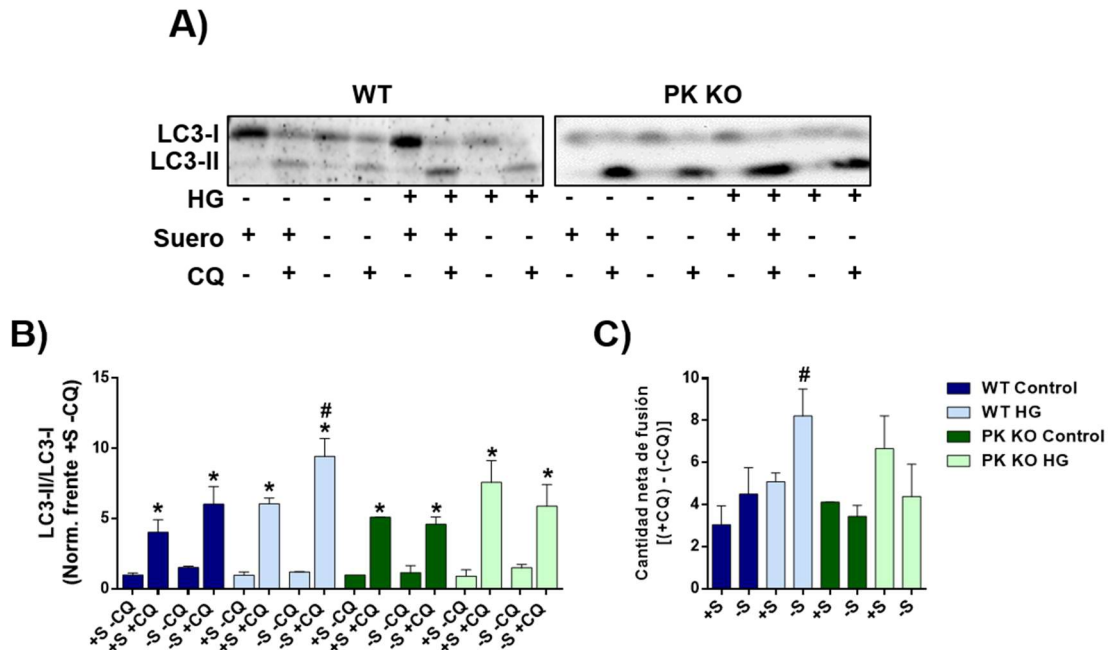 A)
WT PK KO
LC3-I
LC3-II
HG - - - - + + + + - - - - + + + +
Suero + + - - + + - - + + - - + + - -
CQ - + - + - + - + - + - + - + - +
B)
LC3-II/LC3-I
(Norm. frente +S -CQ)
15
10
5
0
* * * # * * * * *
+S -CQ
+S +CQ
-S -CQ
-S +CQ
+S -CQ
+S +CQ
-S -CQ
-S +CQ
+S -CQ
+S +CQ
-S -CQ
-S +CQ
+S -CQ
+S +CQ
-S -CQ
-S +CQ
C)
Cantidad neta de fusión
[(+CQ) - (-CQ)]
10
8
6
4
2
0
#
+S
-S
+S
-S
+S
-S
+S
-S
WT Control
WT HG
PK KO Control
PK KO HG